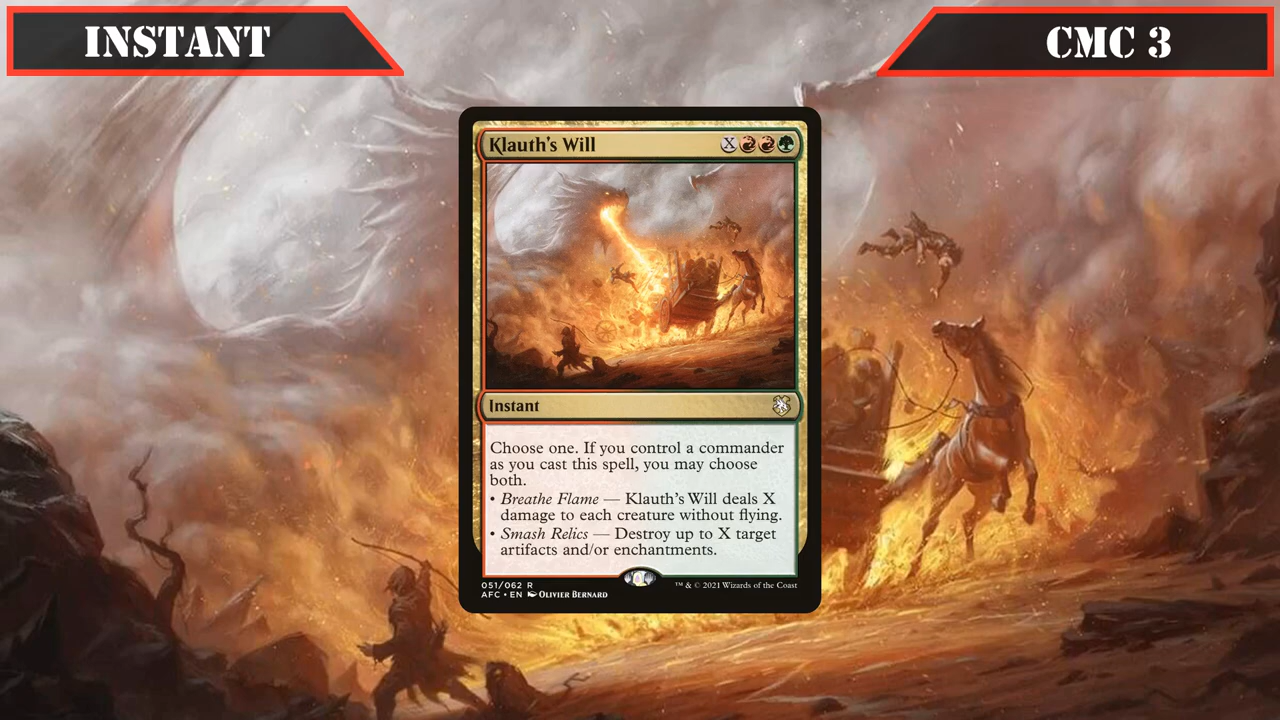 INSTANT
CMC 3
Klauth's Will X
Instant
Choose one. If you control a commander
as you cast this spell, you may choose
both.
• Breathe Flame — Klauth's Will deals X
damage to each creature without flying.
• Smash Relics — Destroy up to X target
artifacts and/or enchantments.
051/062 R
™ & © 2021 Wizards of the Coast
AFC • EN Olivier Bernard